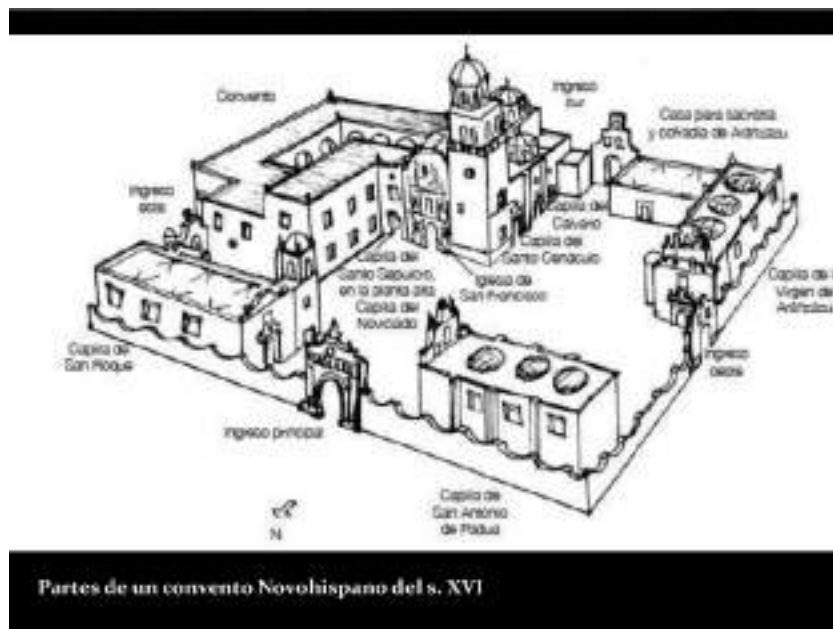 Convento
Ingreso
sur
Casa para sacristía
y cofradía de
Ingreso
este
Capilla del
Calvario
Capilla del
Santo Cenáculo
Capilla del
Santo Sepulcro,
en la planta alta
Capilla del
Noviciado
Iglesia de
San Francisco
Capilla de la
Virgen de
Capilla de
San Roque
Ingreso
oeste
Ingreso principal
Capilla de
San Antonio
de Padua
N
Partes de un convento Novohispano del s. XVI